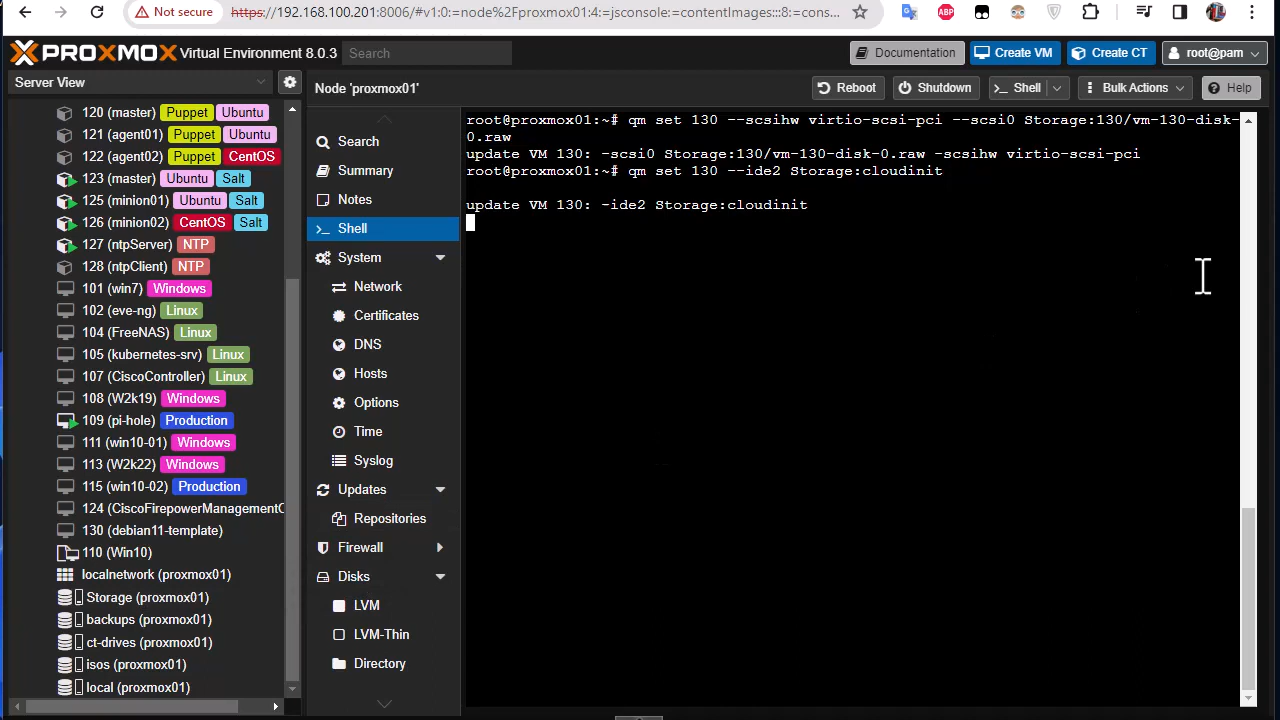 Not secure
https://192.168.100.201:8006/#v1:0:=node%2Fproxmox01:4:=jsconsole:=contentImages:::8:=cons...
PROXMOX Virtual Environment 8.0.3
Search
Documentation
Create VM
Create CT
root@pam
Server View
Node 'proxmox01'
Reboot
Shutdown
Shell
Bulk Actions
Help
120 (master) Puppet Ubuntu
121 (agent01) Puppet Ubuntu
122 (agent02) Puppet CentOS
123 (master) Ubuntu Salt
125 (minion01) Ubuntu Salt
126 (minion02) CentOS Salt
127 (ntpServer) NTP
128 (ntpClient) NTP
101 (win7) Windows
102 (eve-ng) Linux
104 (FreeNAS) Linux
105 (kubernetes-srv) Linux
107 (CiscoController) Linux
108 (W2k19) Windows
109 (pi-hole) Production
111 (win10-01) Windows
113 (W2k22) Windows
115 (win10-02) Production
124 (CiscoFirepowerManagementC
130 (debian11-template)
110 (Win10)
localnetwork (proxmox01)
Storage (proxmox01)
backups (proxmox01)
ct-drives (proxmox01)
isos (proxmox01)
local (proxmox01)
Search
Summary
Notes
Shell
System
Network
Certificates
DNS
Hosts
Options
Time
Syslog
Updates
Repositories
Firewall
Disks
LVM
LVM-Thin
Directory
root@proxmox01:~# qm set 130 --scsihw virtio-scsi-pci --scsi0 Storage:130/vm-130-disk-
0.raw
update VM 130: -scsi0 Storage:130/vm-130-disk-0.raw -scsihw virtio-scsi-pci
root@proxmox01:~# qm set 130 --ide2 Storage:cloudinit
update VM 130: -ide2 Storage:cloudinit